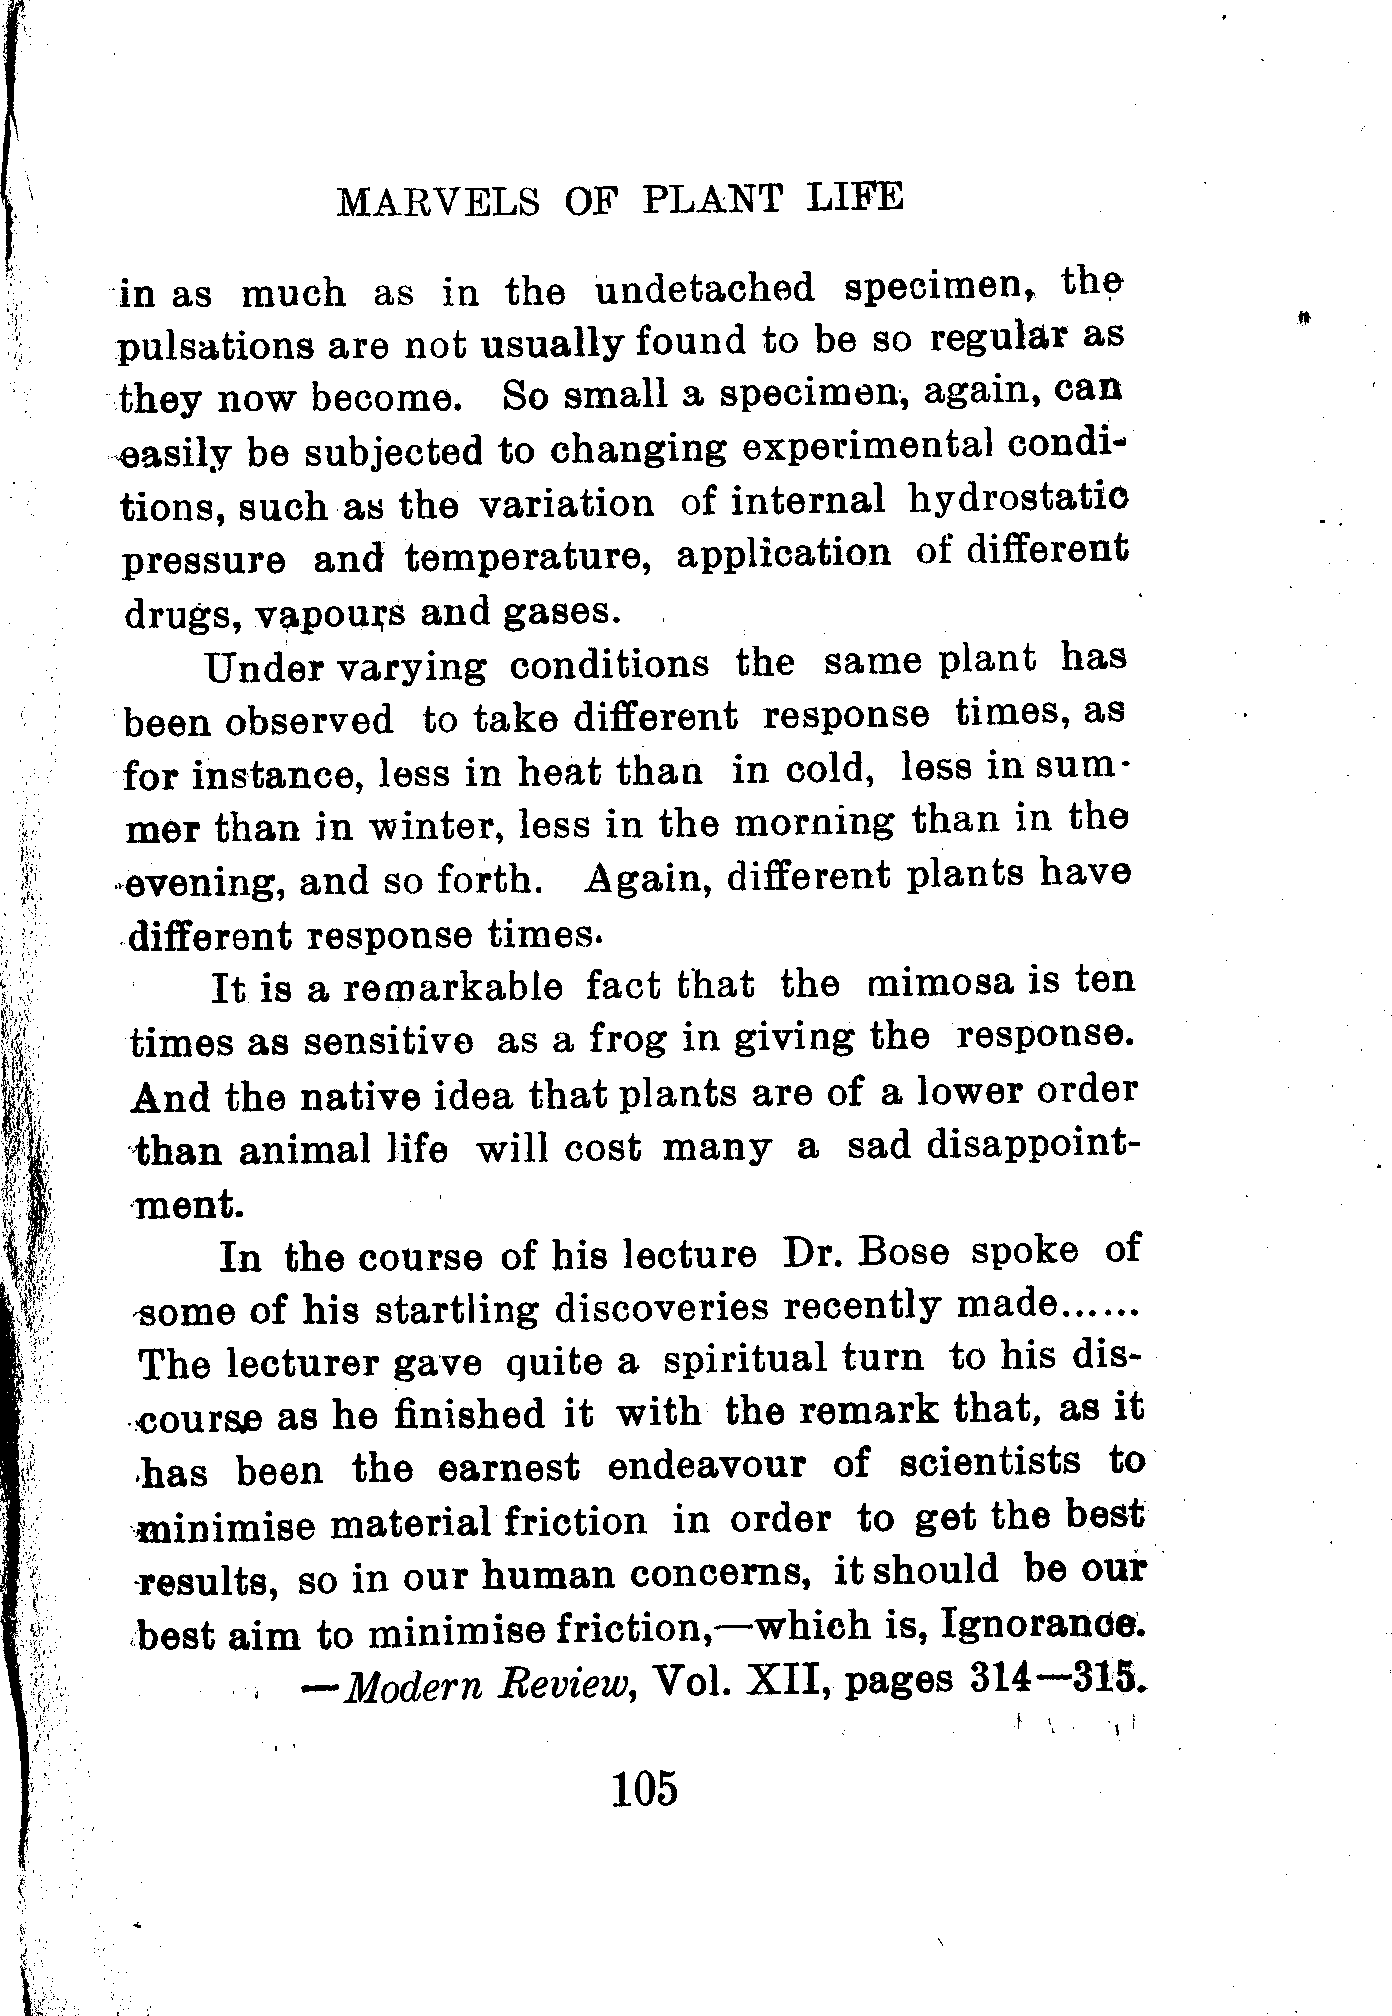 MARVELS OF PLANT LIFE
in as much as in the undetached specimen, the
pulsations are not usually found to be so regular as
they now become. So small a specimen, again, can
easily be subjected to changing experimental condi-
tions, such as the variation of internal hydrostatic
pressure and temperature, application of different
drugs, vapours and gases.
Under varying conditions the same plant has
been observed to take different response times, as
for instance, less in heat than in cold, less in sum-
mer than in winter, less in the morning than in the
evening, and so forth. Again, different plants have
different response times.
It is a remarkable fact that the mimosa is ten
times as sensitive as a frog in giving the response.
And the native idea that plants are of a lower order
than animal life will cost many a sad disappoint-
ment.
In the course of his lecture Dr. Bose spoke of
some of his startling discoveries recently made......
The lecturer gave quite a spiritual turn to his dis-
course as he finished it with the remark that, as it
has been the earnest endeavour of scientists to
minimise material friction in order to get the best
results, so in our human concerns, it should be our
best aim to minimise friction,—which is, Ignorance.
—Modern Review, Vol. XII, pages 314—315.
105